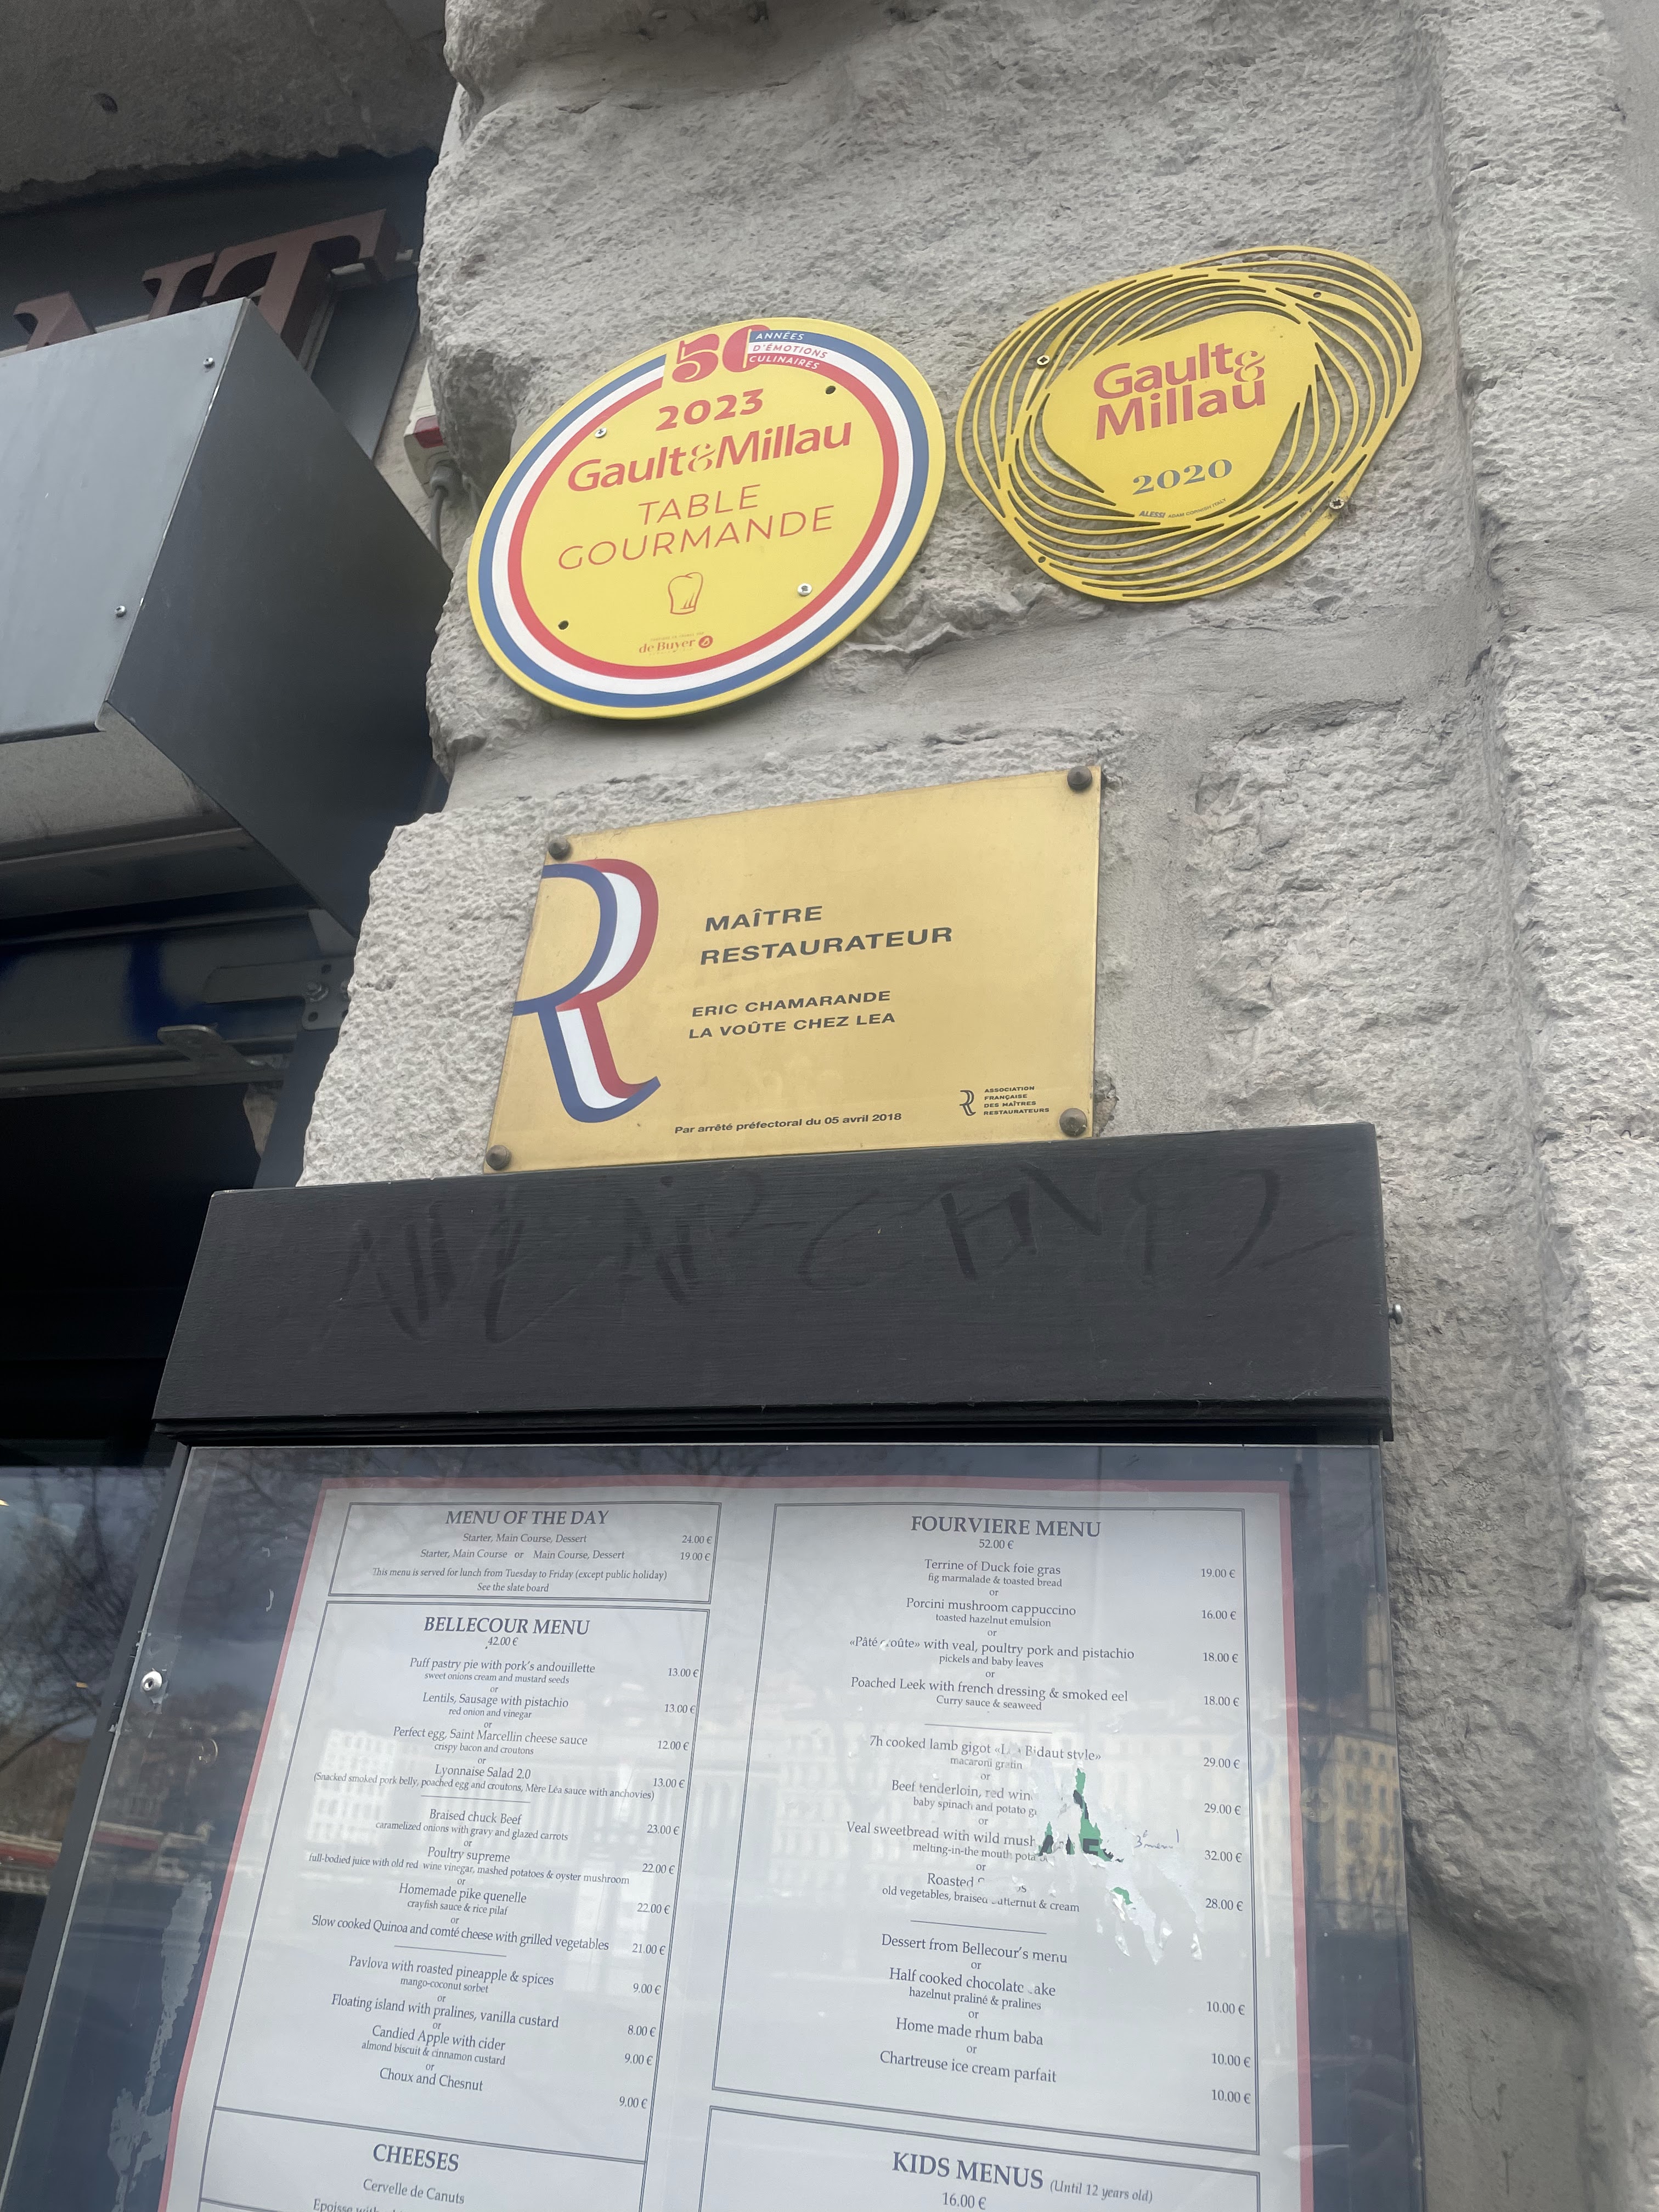 NT
50
ANNÉES
D'ÉMOTIONS
CULINAIRES
2023
Gault&Millau
TABLE
GOURMANDE
de Buyer
Gault&
Millau
2020
ALESSI
MAÎTRE
RESTAURATEUR
ERIC CHAMARANDE
LA VOÛTE CHEZ LEA
Par arrêté préfectoral du 05 avril 2018
ASSOCIATION
FRANÇAISE
DES MAÎTRES
RESTAURATEURS
MENU OF THE DAY
Starter, Main Course, Dessert 24.00 €
Starter, Main Course or Main Course, Dessert 19.00 €
This menu is served for lunch from Tuesday to Friday (except public holiday)
See the slate board
BELLECOUR MENU
42.00 €
Puff pastry pie with pork's andouillette 13.00 €
sweet onions cream and mustard seeds
or
Lentils, Sausage with pistachio 13.00 €
red onion and vinegar
or
Perfect egg, Saint Marcellin cheese sauce 12.00 €
crispy bacon and croutons
or
Lyonnaise Salad 2.0 13.00 €
(Snacked smoked pork belly, poached egg and croutons, Mère Léa sauce with anchovies)
Braised chuck Beef 23.00 €
caramelized onions with gravy and glazed carrots
or
Poultry supreme 22.00 €
full-bodied juice with old red wine vinegar, mashed potatoes & oyster mushroom
or
Homemade pike quenelle 22.00 €
crayfish sauce & rice pilaf
or
Slow cooked Quinoa and comté cheese with grilled vegetables 21.00 €
Pavlova with roasted pineapple & spices 9.00 €
mango-coconut sorbet
or
Floating island with pralines, vanilla custard 8.00 €
or
Candied Apple with cider 9.00 €
almond biscuit & cinnamon custard
or
Choux and Chesnut 9.00 €
CHEESES
Cervelle de Canuts
FOURVIERE MENU
52.00 €
Terrine of Duck foie gras 19.00 €
fig marmalade & toasted bread
or
Porcini mushroom cappuccino 16.00 €
toasted hazelnut emulsion
or
«Pâté oûte» with veal, poultry pork and pistachio 18.00 €
pickels and baby leaves
or
Poached Leek with french dressing & smoked eel 18.00 €
Curry sauce & seaweed
7h cooked lamb gigot Bidaut style» 29.00 €
macaroni gratin
or
Beef tenderloin, red win 29.00 €
baby spinach and potato g
or
Veal sweetbread with wild mush 32.00 €
melting-in-the mouth pota
or
Roasted 28.00 €
old vegetables, braised butternut & cream
Dessert from Bellecour's menu
or
Half cooked chocolate ake 10.00 €
hazelnut praliné & pralines
or
Home made rhum baba 10.00 €
or
Chartreuse ice cream parfait 10.00 €
KIDS MENUS (Until 12 years old)
16.00 €